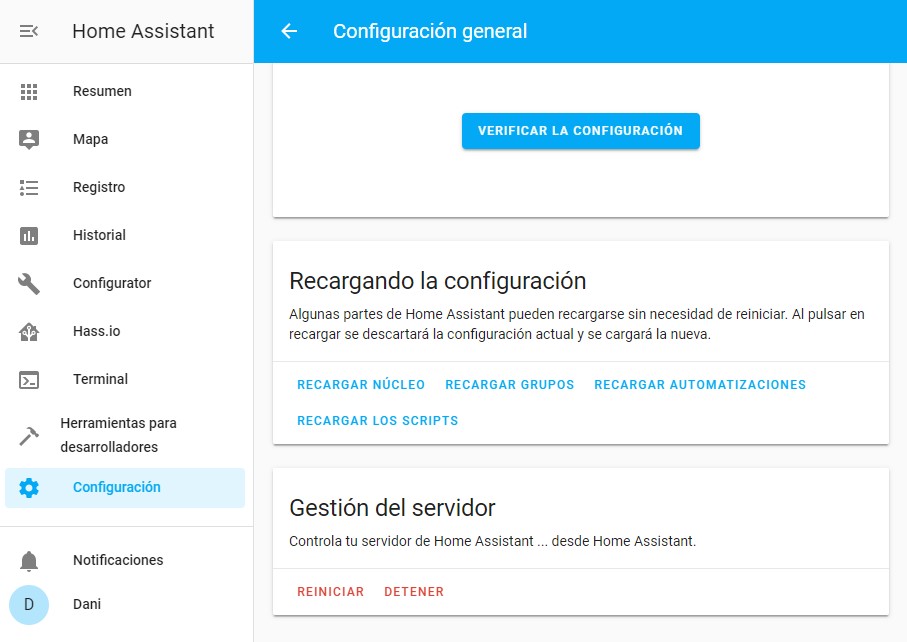 Home Assistant
Resumen
Mapa
Registro
Historial
Configurator
Hass.io
Terminal
Herramientas para
desarrolladores
Configuración
Notificaciones
D
Dani
Configuración general
VERIFICAR LA CONFIGURACIÓN
Recargando la configuración
Algunas partes de Home Assistant pueden recargarse sin necesidad de reiniciar. Al pulsar en
recargar se descartará la configuración actual y se cargará la nueva.
RECARGAR NÚCLEO RECARGAR GRUPOS RECARGAR AUTOMATIZACIONES
RECARGAR LOS SCRIPTS
Gestión del servidor
Controla tu servidor de Home Assistant ... desde Home Assistant.
REINICIAR DETENER